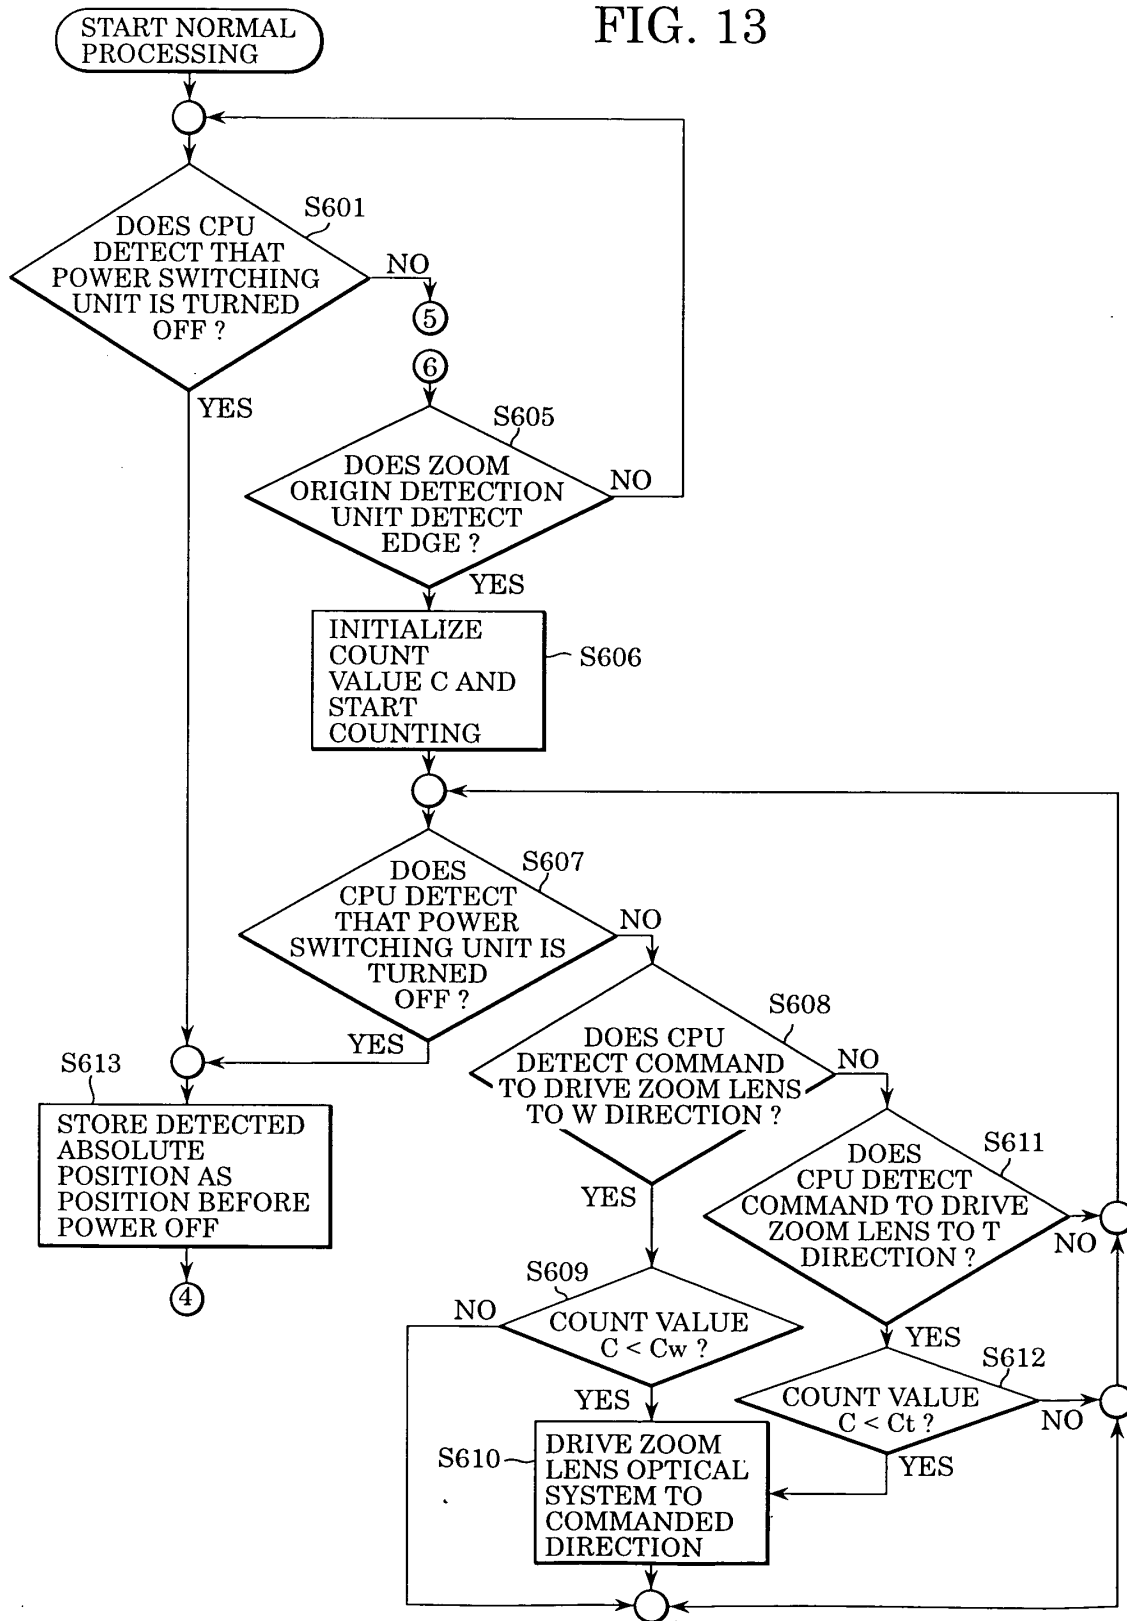 FIG. 13
START NORMAL
PROCESSING
S601
DOES CPU
DETECT THAT
POWER SWITCHING
UNIT IS TURNED
OFF ?
NO
5
YES
6
S605
DOES ZOOM
ORIGIN DETECTION
UNIT DETECT
EDGE ?
NO
YES
INITIALIZE
COUNT
VALUE C AND
START
COUNTING
S606
S607
DOES
CPU DETECT
THAT POWER
SWITCHING UNIT IS
TURNED
OFF ?
NO
YES
S613
STORE DETECTED
ABSOLUTE
POSITION AS
POSITION BEFORE
POWER OFF
4
S608
DOES CPU
DETECT COMMAND
TO DRIVE ZOOM LENS
TO W DIRECTION ?
NO
YES
S611
DOES
CPU DETECT
COMMAND TO DRIVE
ZOOM LENS TO T
DIRECTION ?
NO
YES
S609
COUNT VALUE
C < Cw ?
NO
YES
S612
COUNT VALUE
C < Ct ?
NO
YES
S610
DRIVE ZOOM
LENS OPTICAL
SYSTEM TO
COMMANDED
DIRECTION